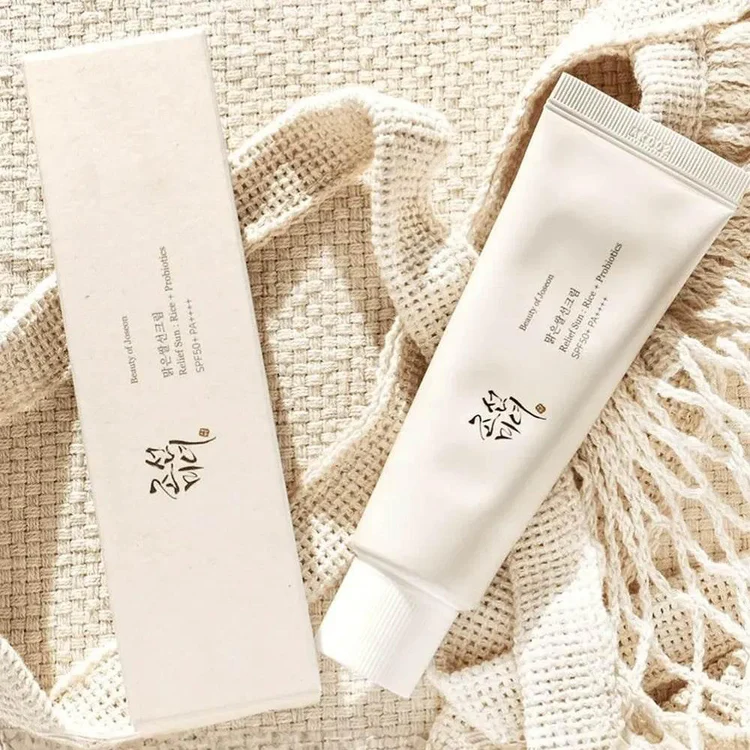 Beauty of Joseon
맑은쌀선크림
Relief Sun : Rice + Probiotics
SPF50+ PA++++
조선
미녀
Beauty of Joseon
맑은쌀선크림
Relief Sun : Rice + Probiotics
SPF50+ PA++++
조선
미녀